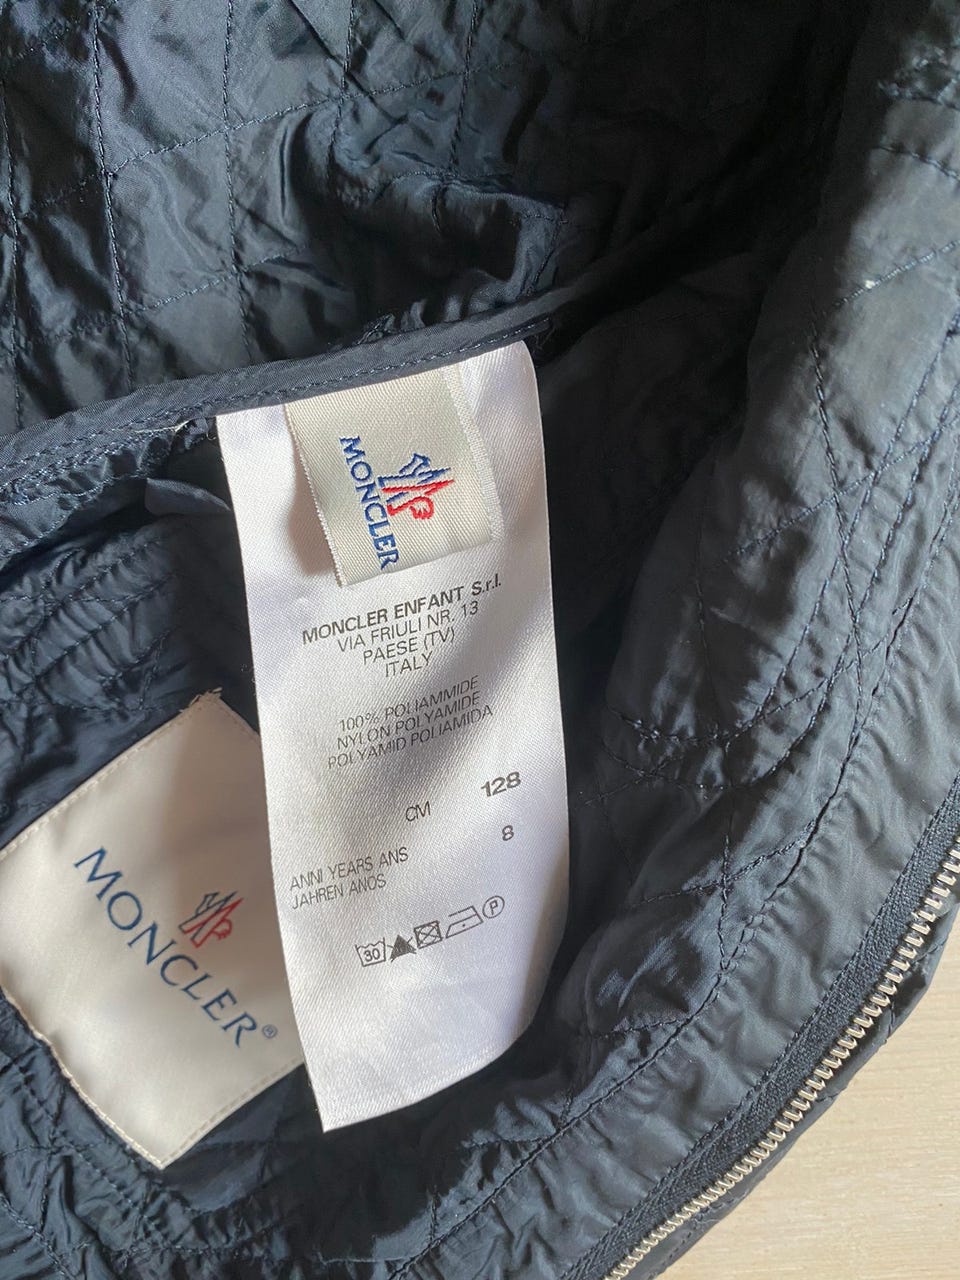 MONCLER
MONCLER ENFANT S.r.l.
VIA FRIULI NR. 13
PAESE (TV)
ITALY
100% POLIAMMIDE
NYLON POLYAMIDE
POLYAMID POLIAMIDA
CM 128
ANNI YEARS ANS 8
JAHREN ANOS
30 P
MONCLER®